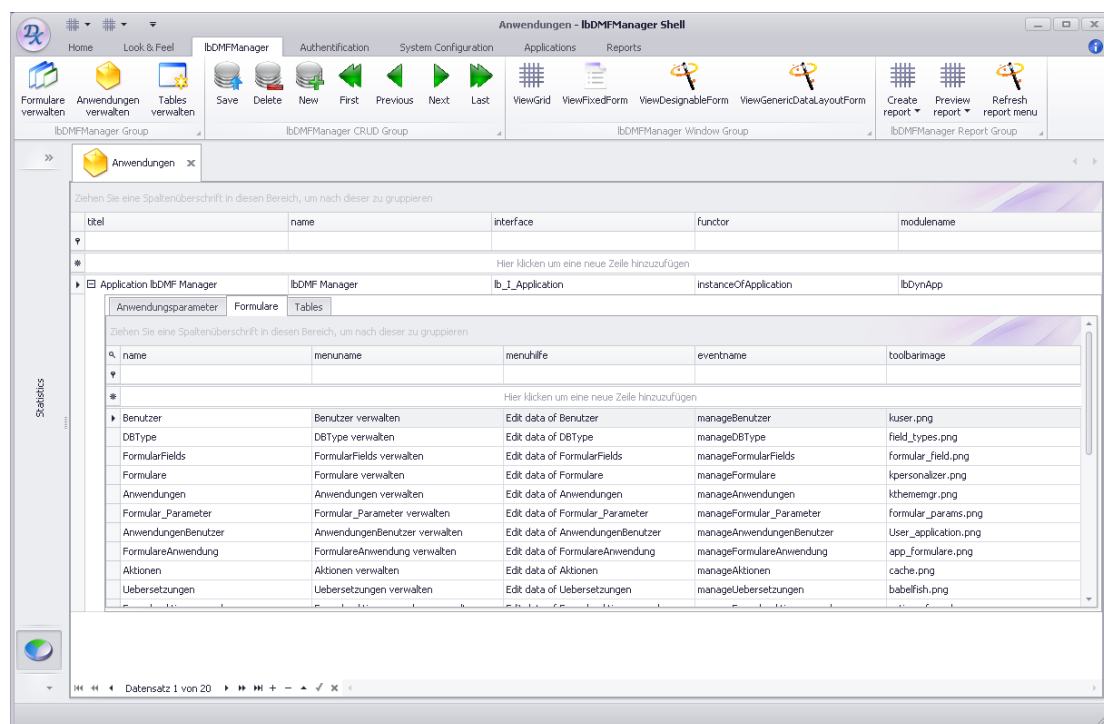 Anwendungen - lbDMFManager Shell
Home Look & Feel lbDMFManager Authentification System Configuration Applications Reports
Formulare verwalten Anwendungen verwalten Tables verwalten Save Delete New First Previous Next Last ViewGrid ViewFixedForm ViewDesignableForm ViewGenericDataLayoutForm Create report Preview report Refresh report menu
lbDMFManager Group lbDMFManager CRUD Group lbDMFManager Window Group lbDMFManager Report Group
Anwendungen
Ziehen Sie eine Spaltenüberschrift in diesen Bereich, um nach dieser zu gruppieren
titel name interface functor modulename
Hier klicken um eine neue Zeile hinzuzufügen
Application lbDMF Manager lbDMF Manager lb_I_Application instanceOfApplication lbDynApp
Anwendungsparameter Formulare Tables
Ziehen Sie eine Spaltenüberschrift in diesen Bereich, um nach dieser zu gruppieren
name menuname menuhilfe eventname toolbarimage
Hier klicken um eine neue Zeile hinzuzufügen
Benutzer Benutzer verwalten Edit data of Benutzer manageBenutzer kuser.png
DBType DBType verwalten Edit data of DBType manageDBType field_types.png
FormularFields FormularFields verwalten Edit data of FormularFields manageFormularFields formular_field.png
Formulare Formulare verwalten Edit data of Formulare manageFormulare kpersonalizer.png
Anwendungen Anwendungen verwalten Edit data of Anwendungen manageAnwendungen kthememgr.png
Formular_Parameter Formular_Parameter verwalten Edit data of Formular_Parameter manageFormular_Parameter formular_params.png
AnwendungenBenutzer AnwendungenBenutzer verwalten Edit data of AnwendungenBenutzer manageAnwendungenBenutzer User_application.png
FormulareAnwendung FormulareAnwendung verwalten Edit data of FormulareAnwendung manageFormulareAnwendung app_formulare.png
Aktionen Aktionen verwalten Edit data of Aktionen manageAktionen cache.png
Uebersetzungen Uebersetzungen verwalten Edit data of Uebersetzungen manageUebersetzungen babelfish.png
Statistics
Datensatz 1 von 20